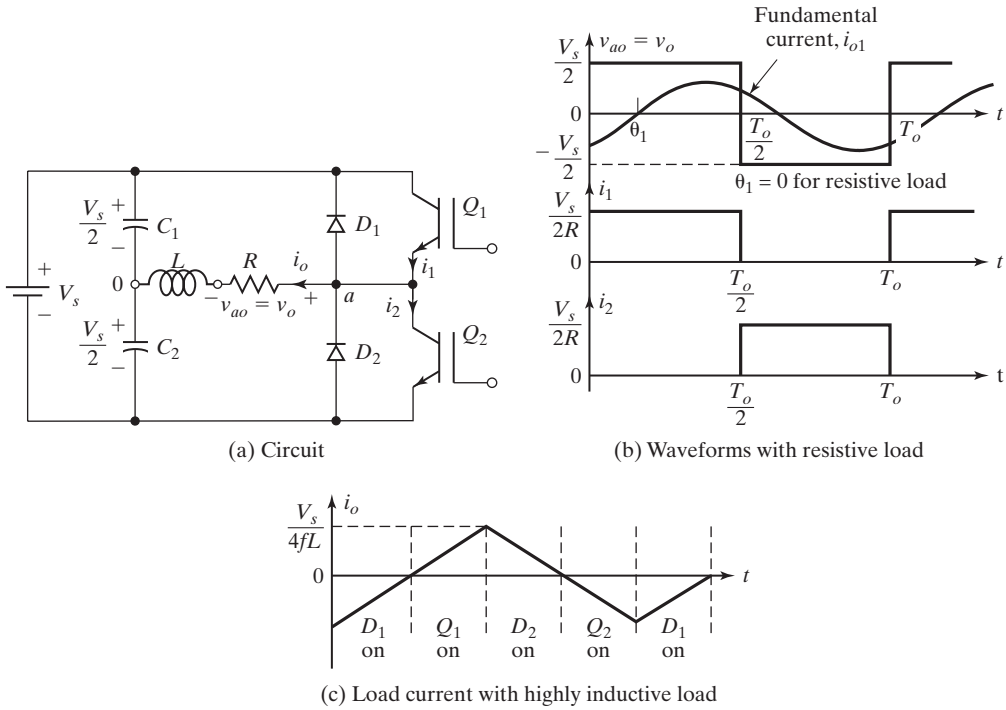 Fundamental
current, i_o1
v_ao = v_o
V_s/2
0
θ_1
T_o/2
T_o
t
−V_s/2
θ_1 = 0 for resistive load
i_1
V_s/2R
0
T_o/2
T_o
t
i_2
V_s/2R
0
T_o/2
T_o
t
(b) Waveforms with resistive load
+
V_s
−
V_s/2
+
−
C_1
D_1
Q_1
0
L
R
i_o
i_1
− v_ao = v_o +
a
i_2
V_s/2
+
−
C_2
D_2
Q_2
(a) Circuit
i_o
V_s/4fL
0
t
D_1 Q_1 D_2 Q_2 D_1
on on on on on
(c) Load current with highly inductive load